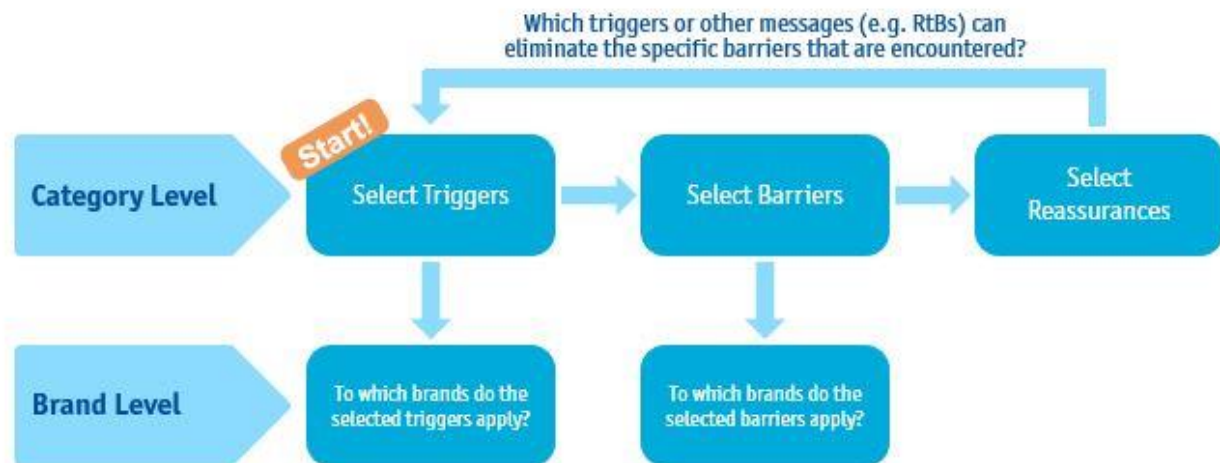 Which triggers or other messages (e.g. RtBs) can
eliminate the specific barriers that are encountered?
Start!
Category Level
Select Triggers
Select Barriers
Select
Reassurances
Brand Level
To which brands do the
selected triggers apply?
To which brands do the
selected barriers apply?